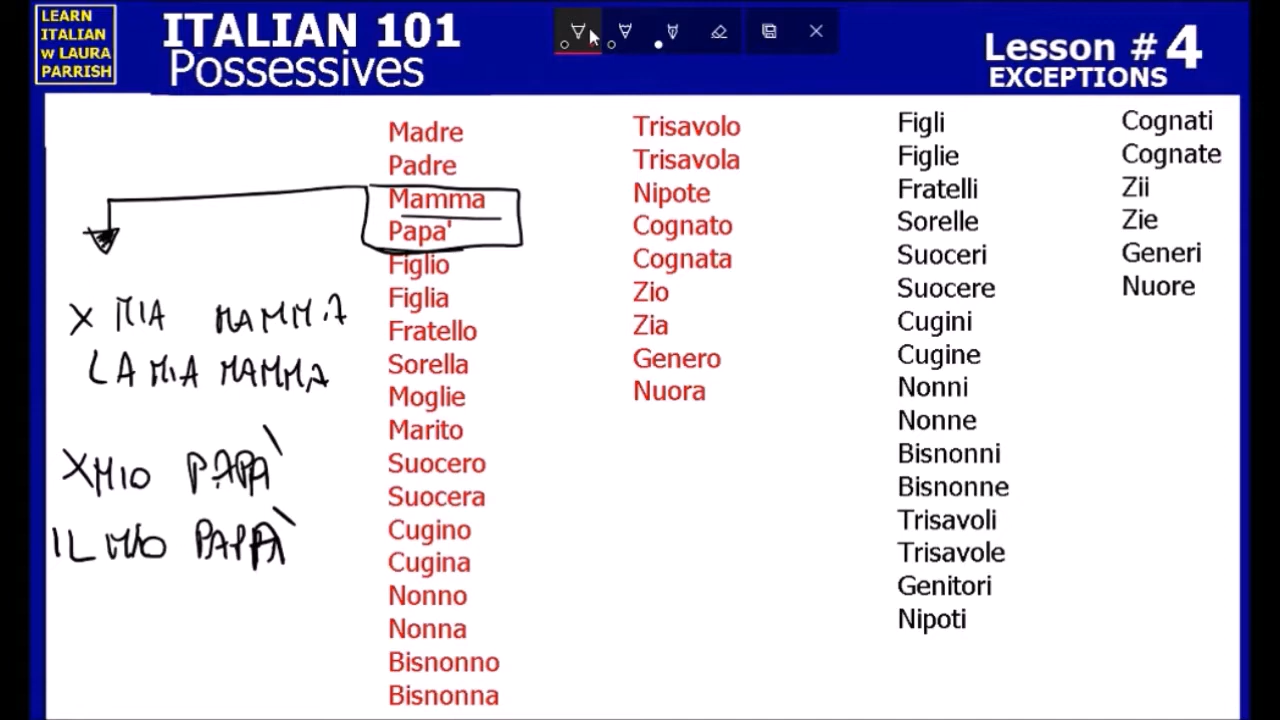 LEARN
ITALIAN
w LAURA
PARRISH
ITALIAN 101
Possessives
Lesson # 4
EXCEPTIONS
Madre
Padre
Mamma
Papa'
Figlio
Figlia
Fratello
Sorella
Moglie
Marito
Suocero
Suocera
Cugino
Cugina
Nonno
Nonna
Bisnonno
Bisnonna
Trisavolo
Trisavola
Nipote
Cognato
Cognata
Zio
Zia
Genero
Nuora
Figli
Figlie
Fratelli
Sorelle
Suoceri
Suocere
Cugini
Cugine
Nonni
Nonne
Bisnonni
Bisnonne
Trisavoli
Trisavole
Genitori
Nipoti
Cognati
Cognate
Zii
Zie
Generi
Nuore
X MIA MAMMA
LA MIA MAMMA
X MIO PAPÀ
IL MIO PAPPÀ